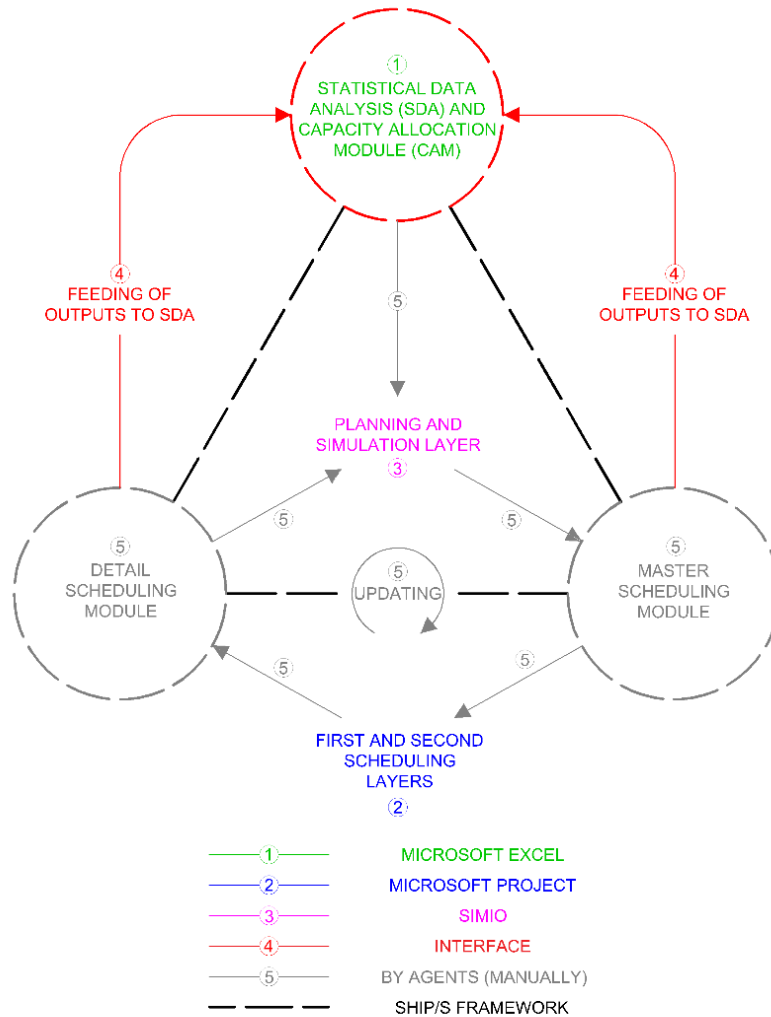 1
STATISTICAL DATA
ANALYSIS (SDA) AND
CAPACITY ALLOCATION
MODULE (CAM)
4
FEEDING OF
OUTPUTS TO SDA
4
FEEDING OF
OUTPUTS TO SDA
5
PLANNING AND
SIMULATION LAYER
3
5
5
5
DETAIL
SCHEDULING
MODULE
5
UPDATING
5
MASTER
SCHEDULING
MODULE
5
5
FIRST AND SECOND
SCHEDULING
LAYERS
2
1 MICROSOFT EXCEL
2 MICROSOFT PROJECT
3 SIMIO
4 INTERFACE
5 BY AGENTS (MANUALLY)
SHIP/S FRAMEWORK